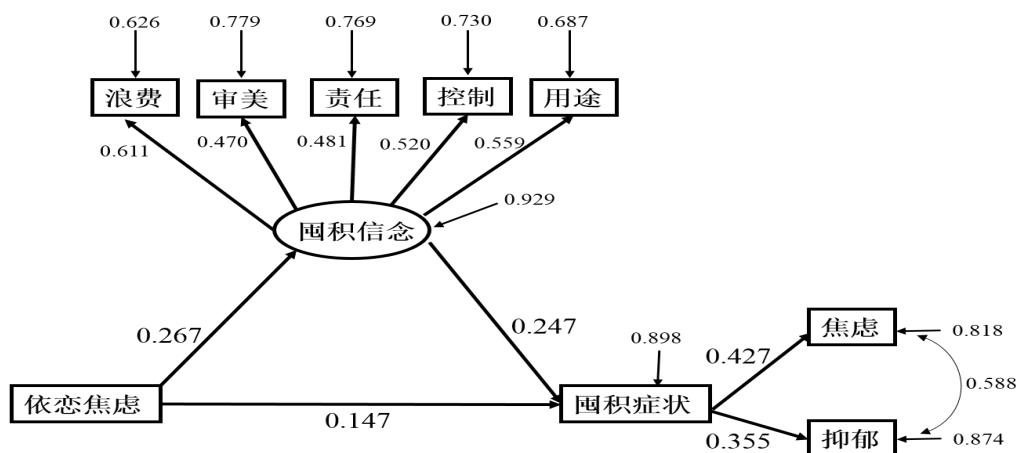 0.626 0.779 0.769 0.730 0.687
浪费 审美 责任 控制 用途
0.611 0.470 0.481 0.520 0.559
囤积信念 0.929
0.267 0.247
焦虑 0.818
0.898 0.427
0.588
依恋焦虑 0.147 囤积症状
0.355 抑郁 0.874